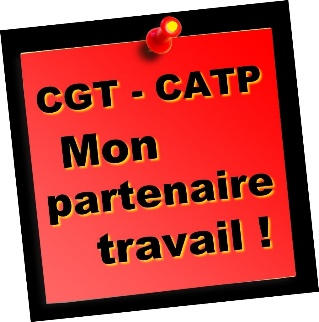 CGT - CATP
Mon
partenaire
travail !